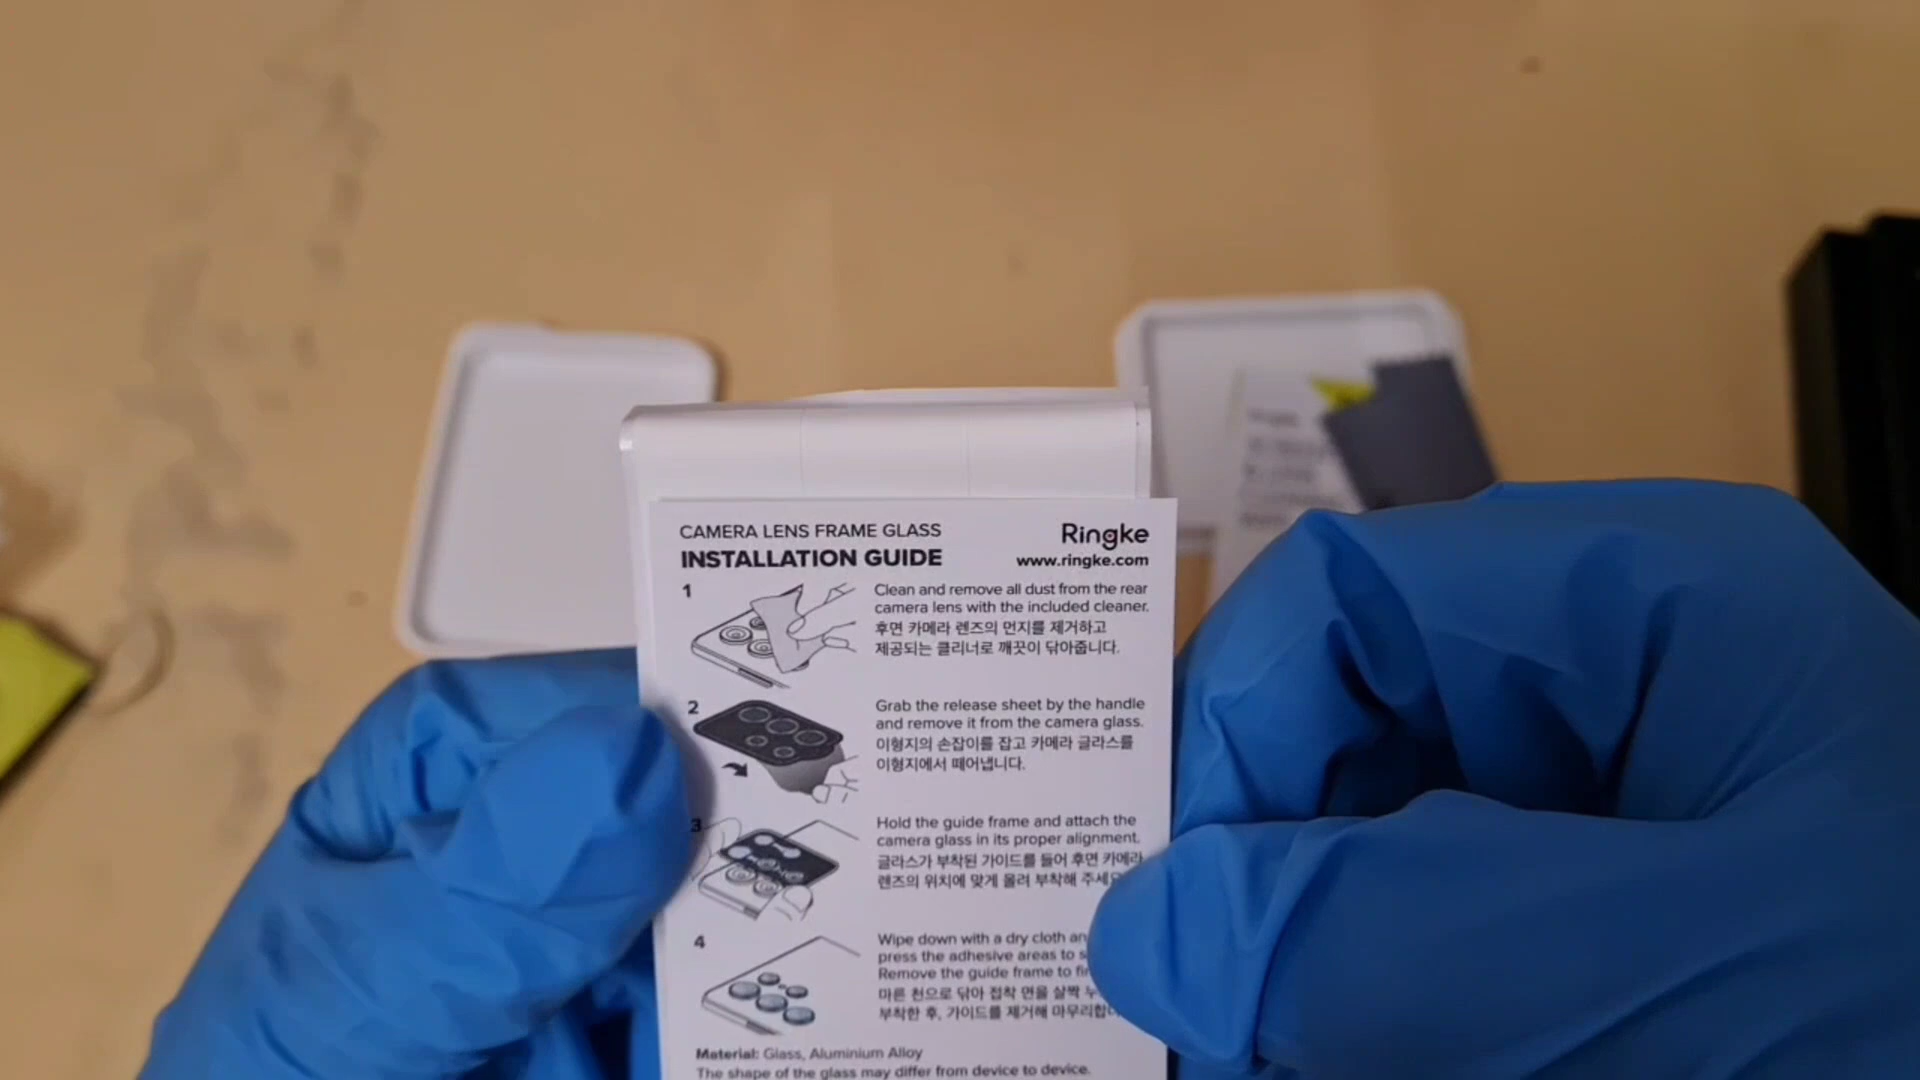 CAMERA LENS FRAME GLASS
INSTALLATION GUIDE
Ringke
www.ringke.com
1
Clean and remove all dust from the rear
camera lens with the included cleaner.
후면 카메라 렌즈의 먼지를 제거하고
제공되는 클리너로 깨끗이 닦아줍니다.
2
Grab the release sheet by the handle
and remove it from the camera glass.
이형지의 손잡이를 잡고 카메라 글라스를
이형지에서 떼어냅니다.
3
Hold the guide frame and attach the
camera glass in its proper alignment.
글라스가 부착된 가이드를 들어 후면 카메라
렌즈의 위치에 맞게 올려 부착해
4
Wipe down with a dry cloth
press the adhesive areas to
Remove the guide frame to
마른 천으로 닦아 접착 면을 살짝
부착한 후, 가이드를 제거해
Material: Glass, Aluminium Alloy
The shape of the glass may differ from device to device.